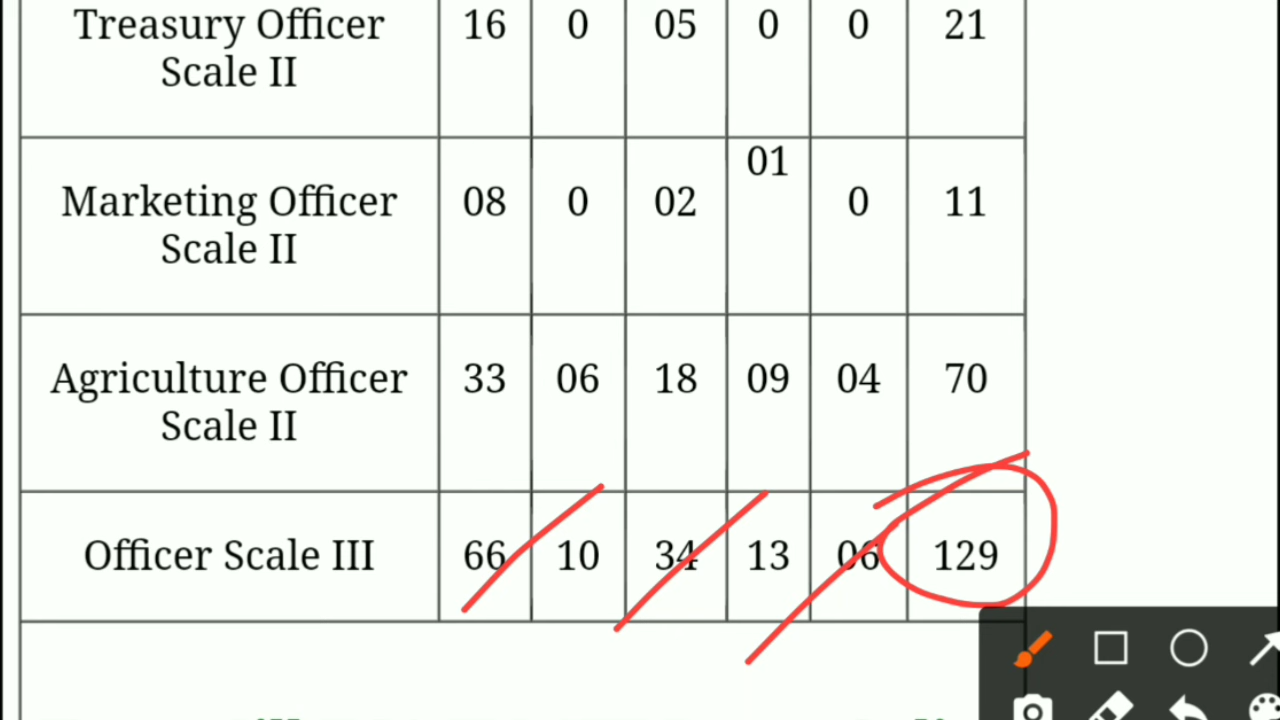 Treasury Officer 16 0 05 0 0 21
Scale II
01
Marketing Officer 08 0 02 0 11
Scale II
Agriculture Officer 33 06 18 09 04 70
Scale II
Officer Scale III 66 10 34 13 06 129